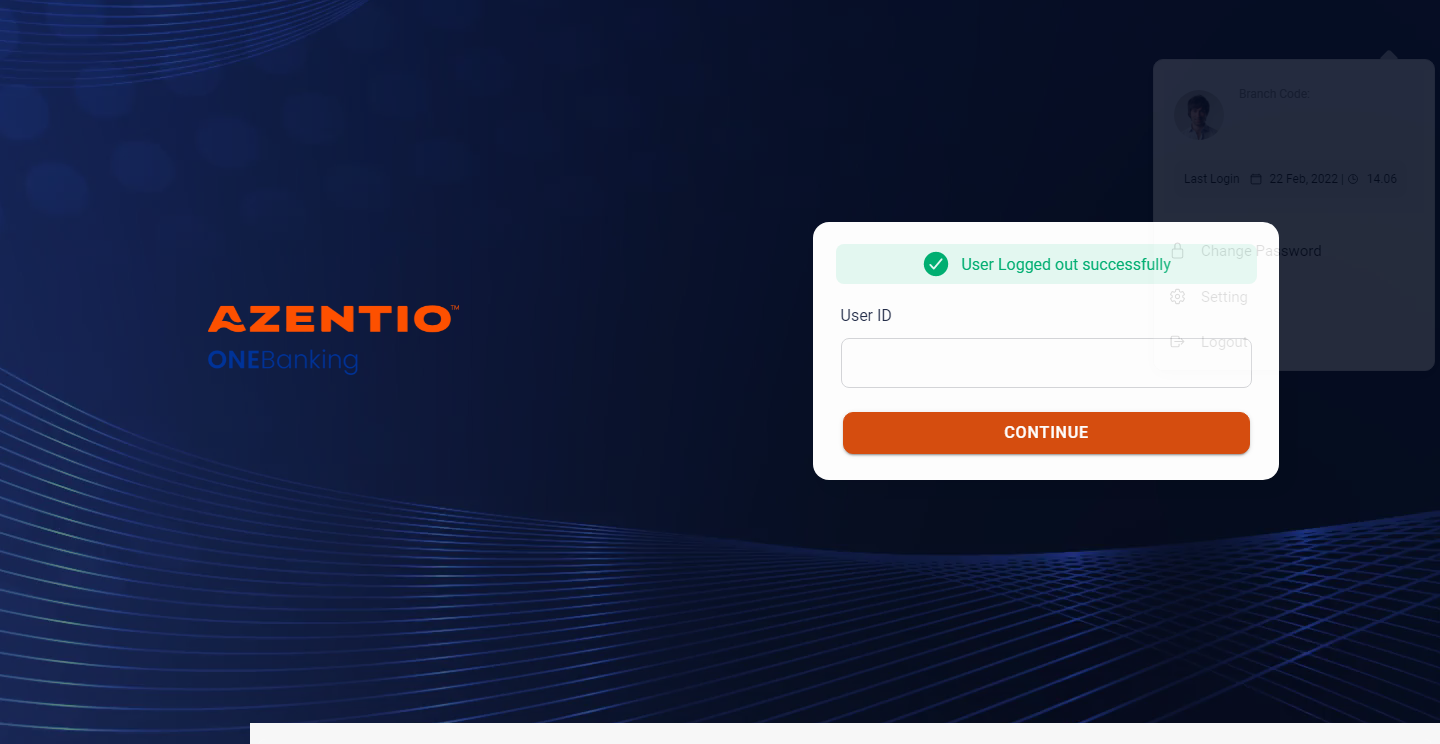 Branch Code:
Last Login 22 Feb, 2022 | 14:06
Change Password
Setting
Logout
AZENTIO™
ONEBanking
User Logged out successfully
User ID
CONTINUE